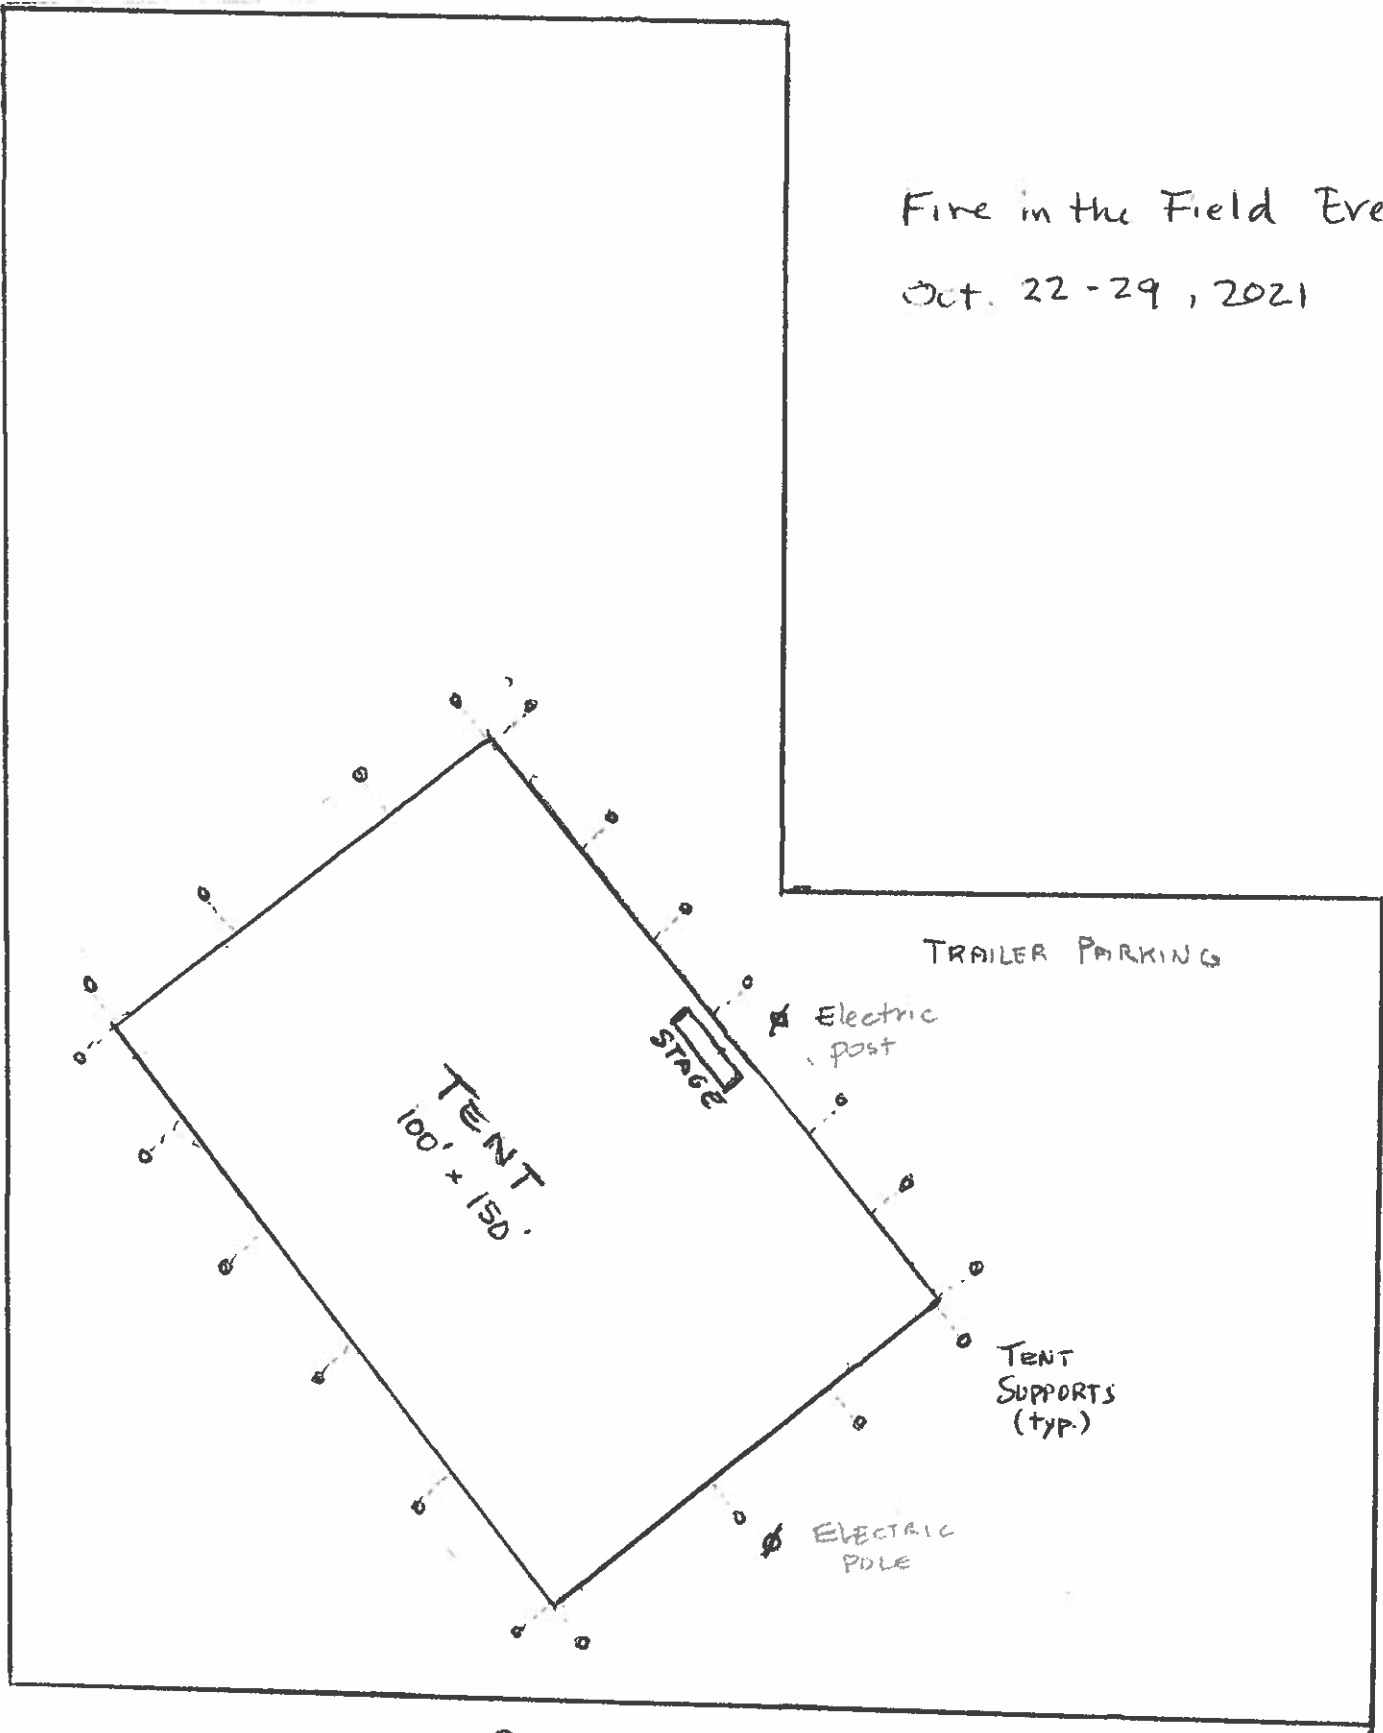 Fire in the Field Eve
Oct. 22-29, 2021
TRAILER PARKING
Electric
post
STAGE
TENT
100' x 150'
TENT
SUPPORTS
(typ.)
ELECTRIC
POLE